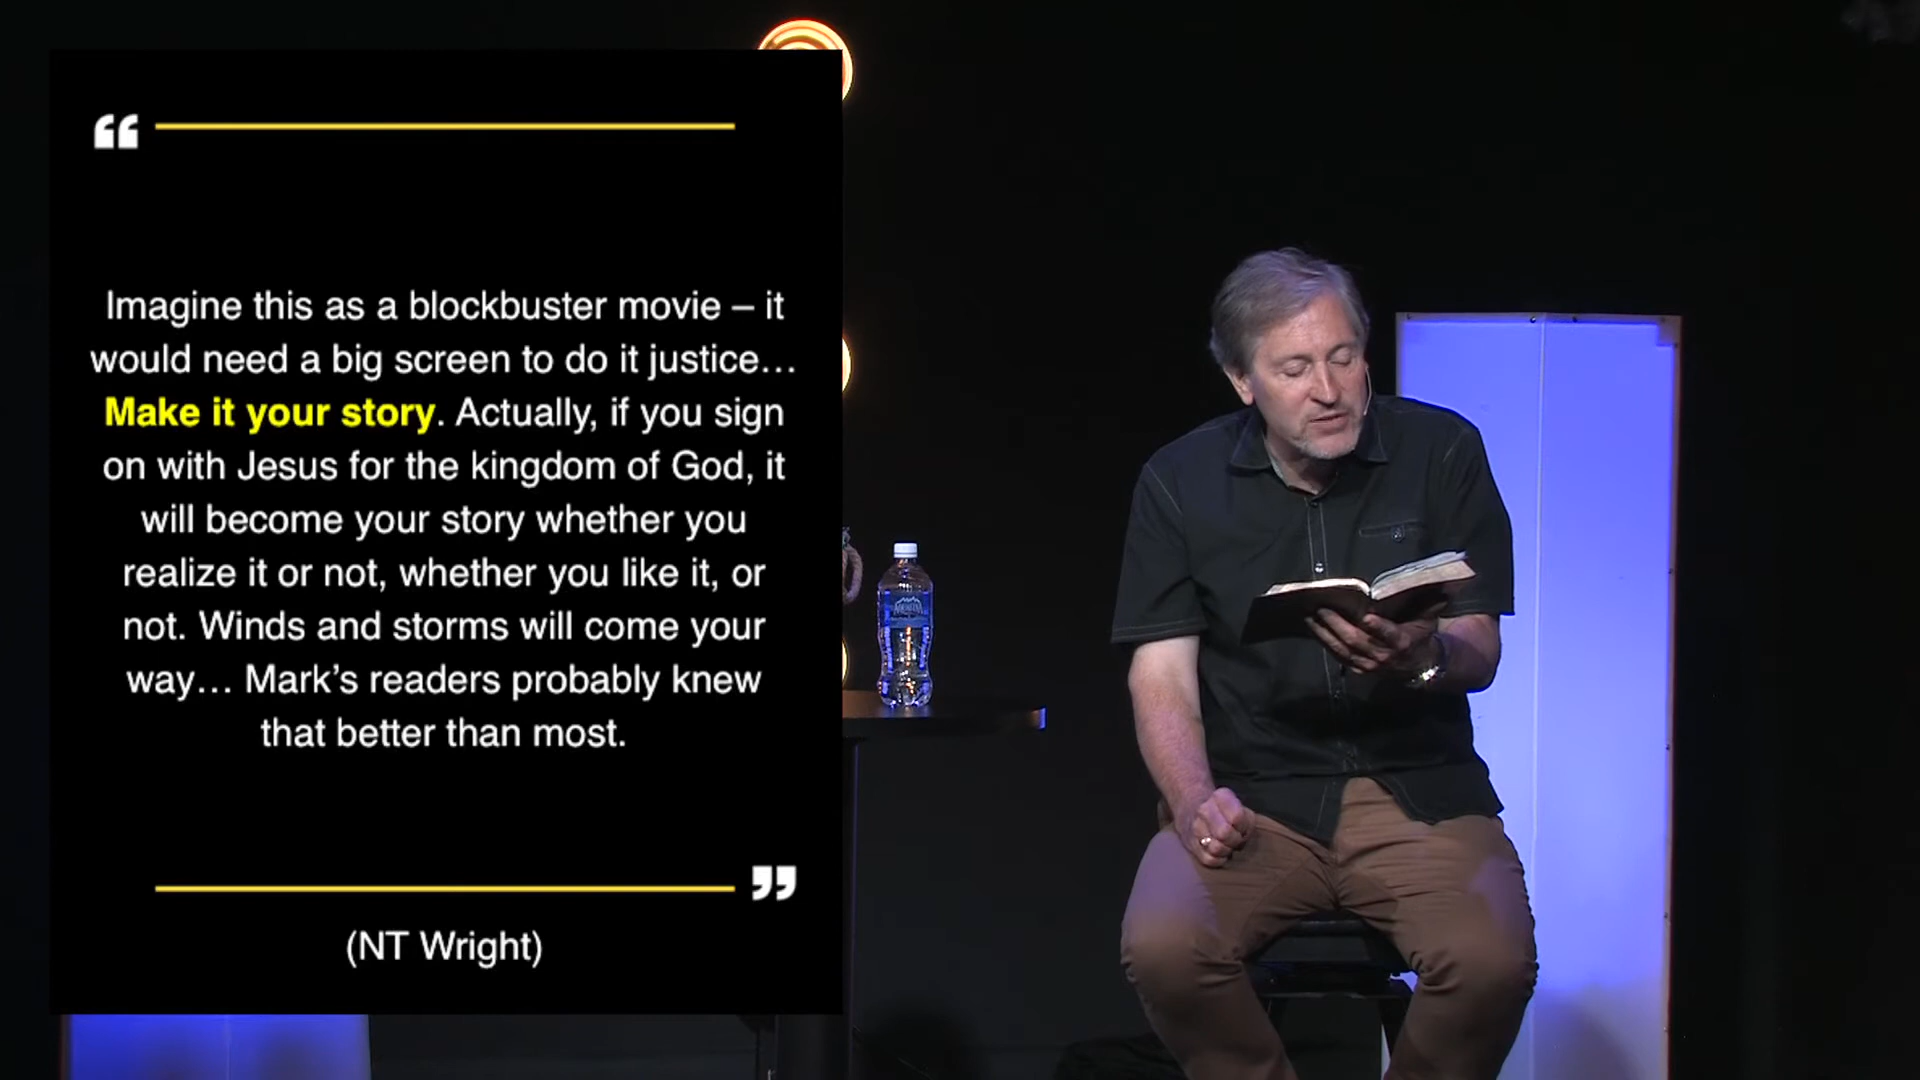 “
Imagine this as a blockbuster movie – it
would need a big screen to do it justice…
Make it your story. Actually, if you sign
on with Jesus for the kingdom of God, it
will become your story whether you
realize it or not, whether you like it, or
not. Winds and storms will come your
way… Mark’s readers probably knew
that better than most.
”
(NT Wright)